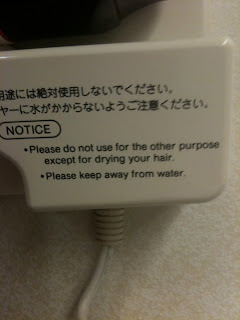 用途には絶対使用しないでください。
ヤーに水がかからないようご注意ください。
NOTICE
•Please do not use for the other purpose
except for drying your hair.
•Please keep away from water.